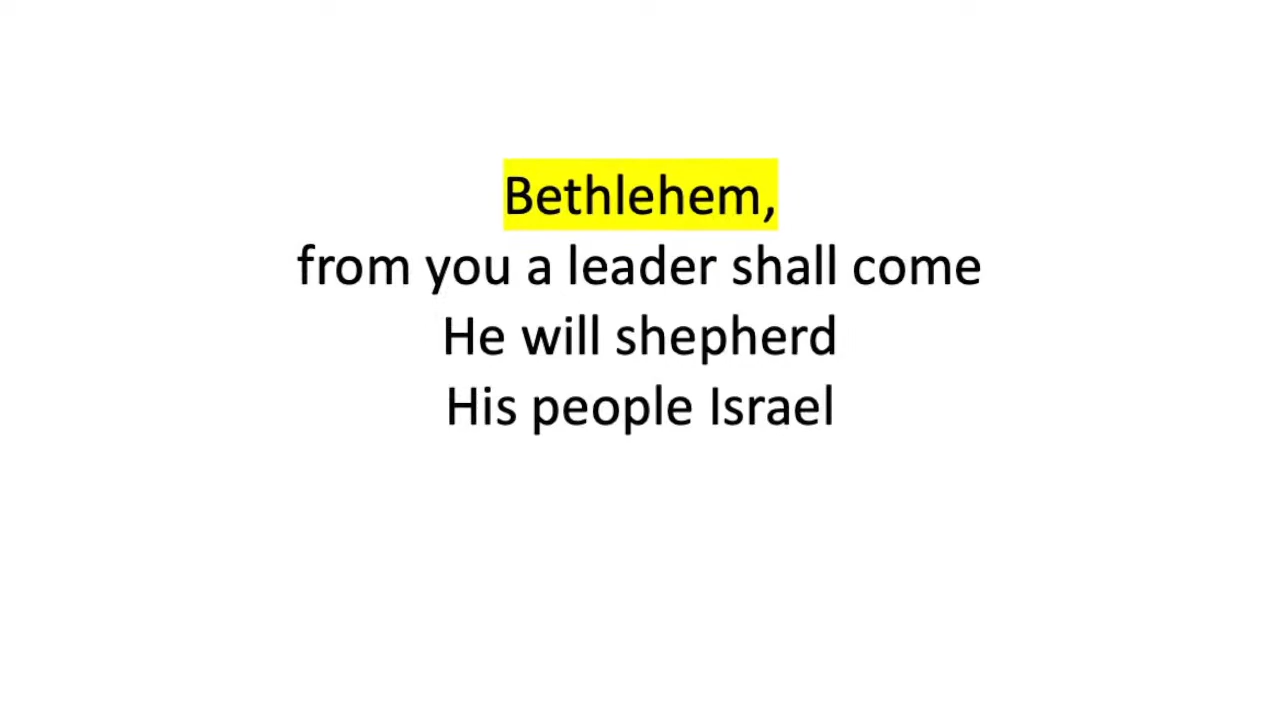 Bethlehem,
from you a leader shall come
He will shepherd
His people Israel